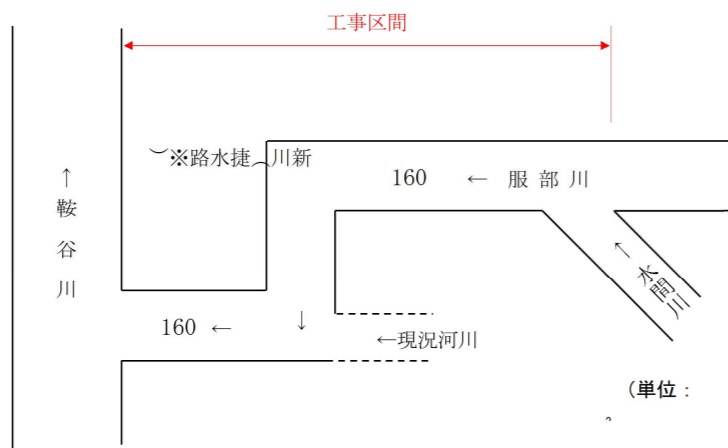 工事区間
︶※路水捷︵川新
160 ← 服部川
↑鞍谷川
↑水間川
160 ←
↓
←現況河川
（単位：